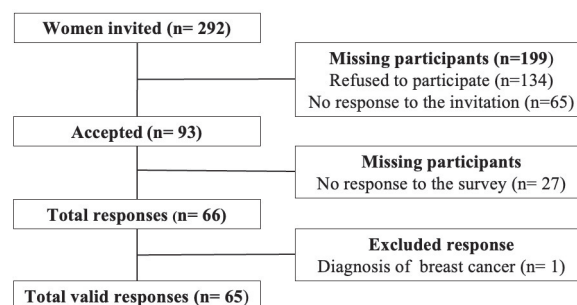 Women invited (n= 292)
Missing participants (n=199)
Refused to participate (n=134)
No response to the invitation (n=65)
Accepted (n= 93)
Missing participants
No response to the survey (n= 27)
Total responses (n= 66)
Excluded response
Diagnosis of breast cancer (n= 1)
Total valid responses (n= 65)